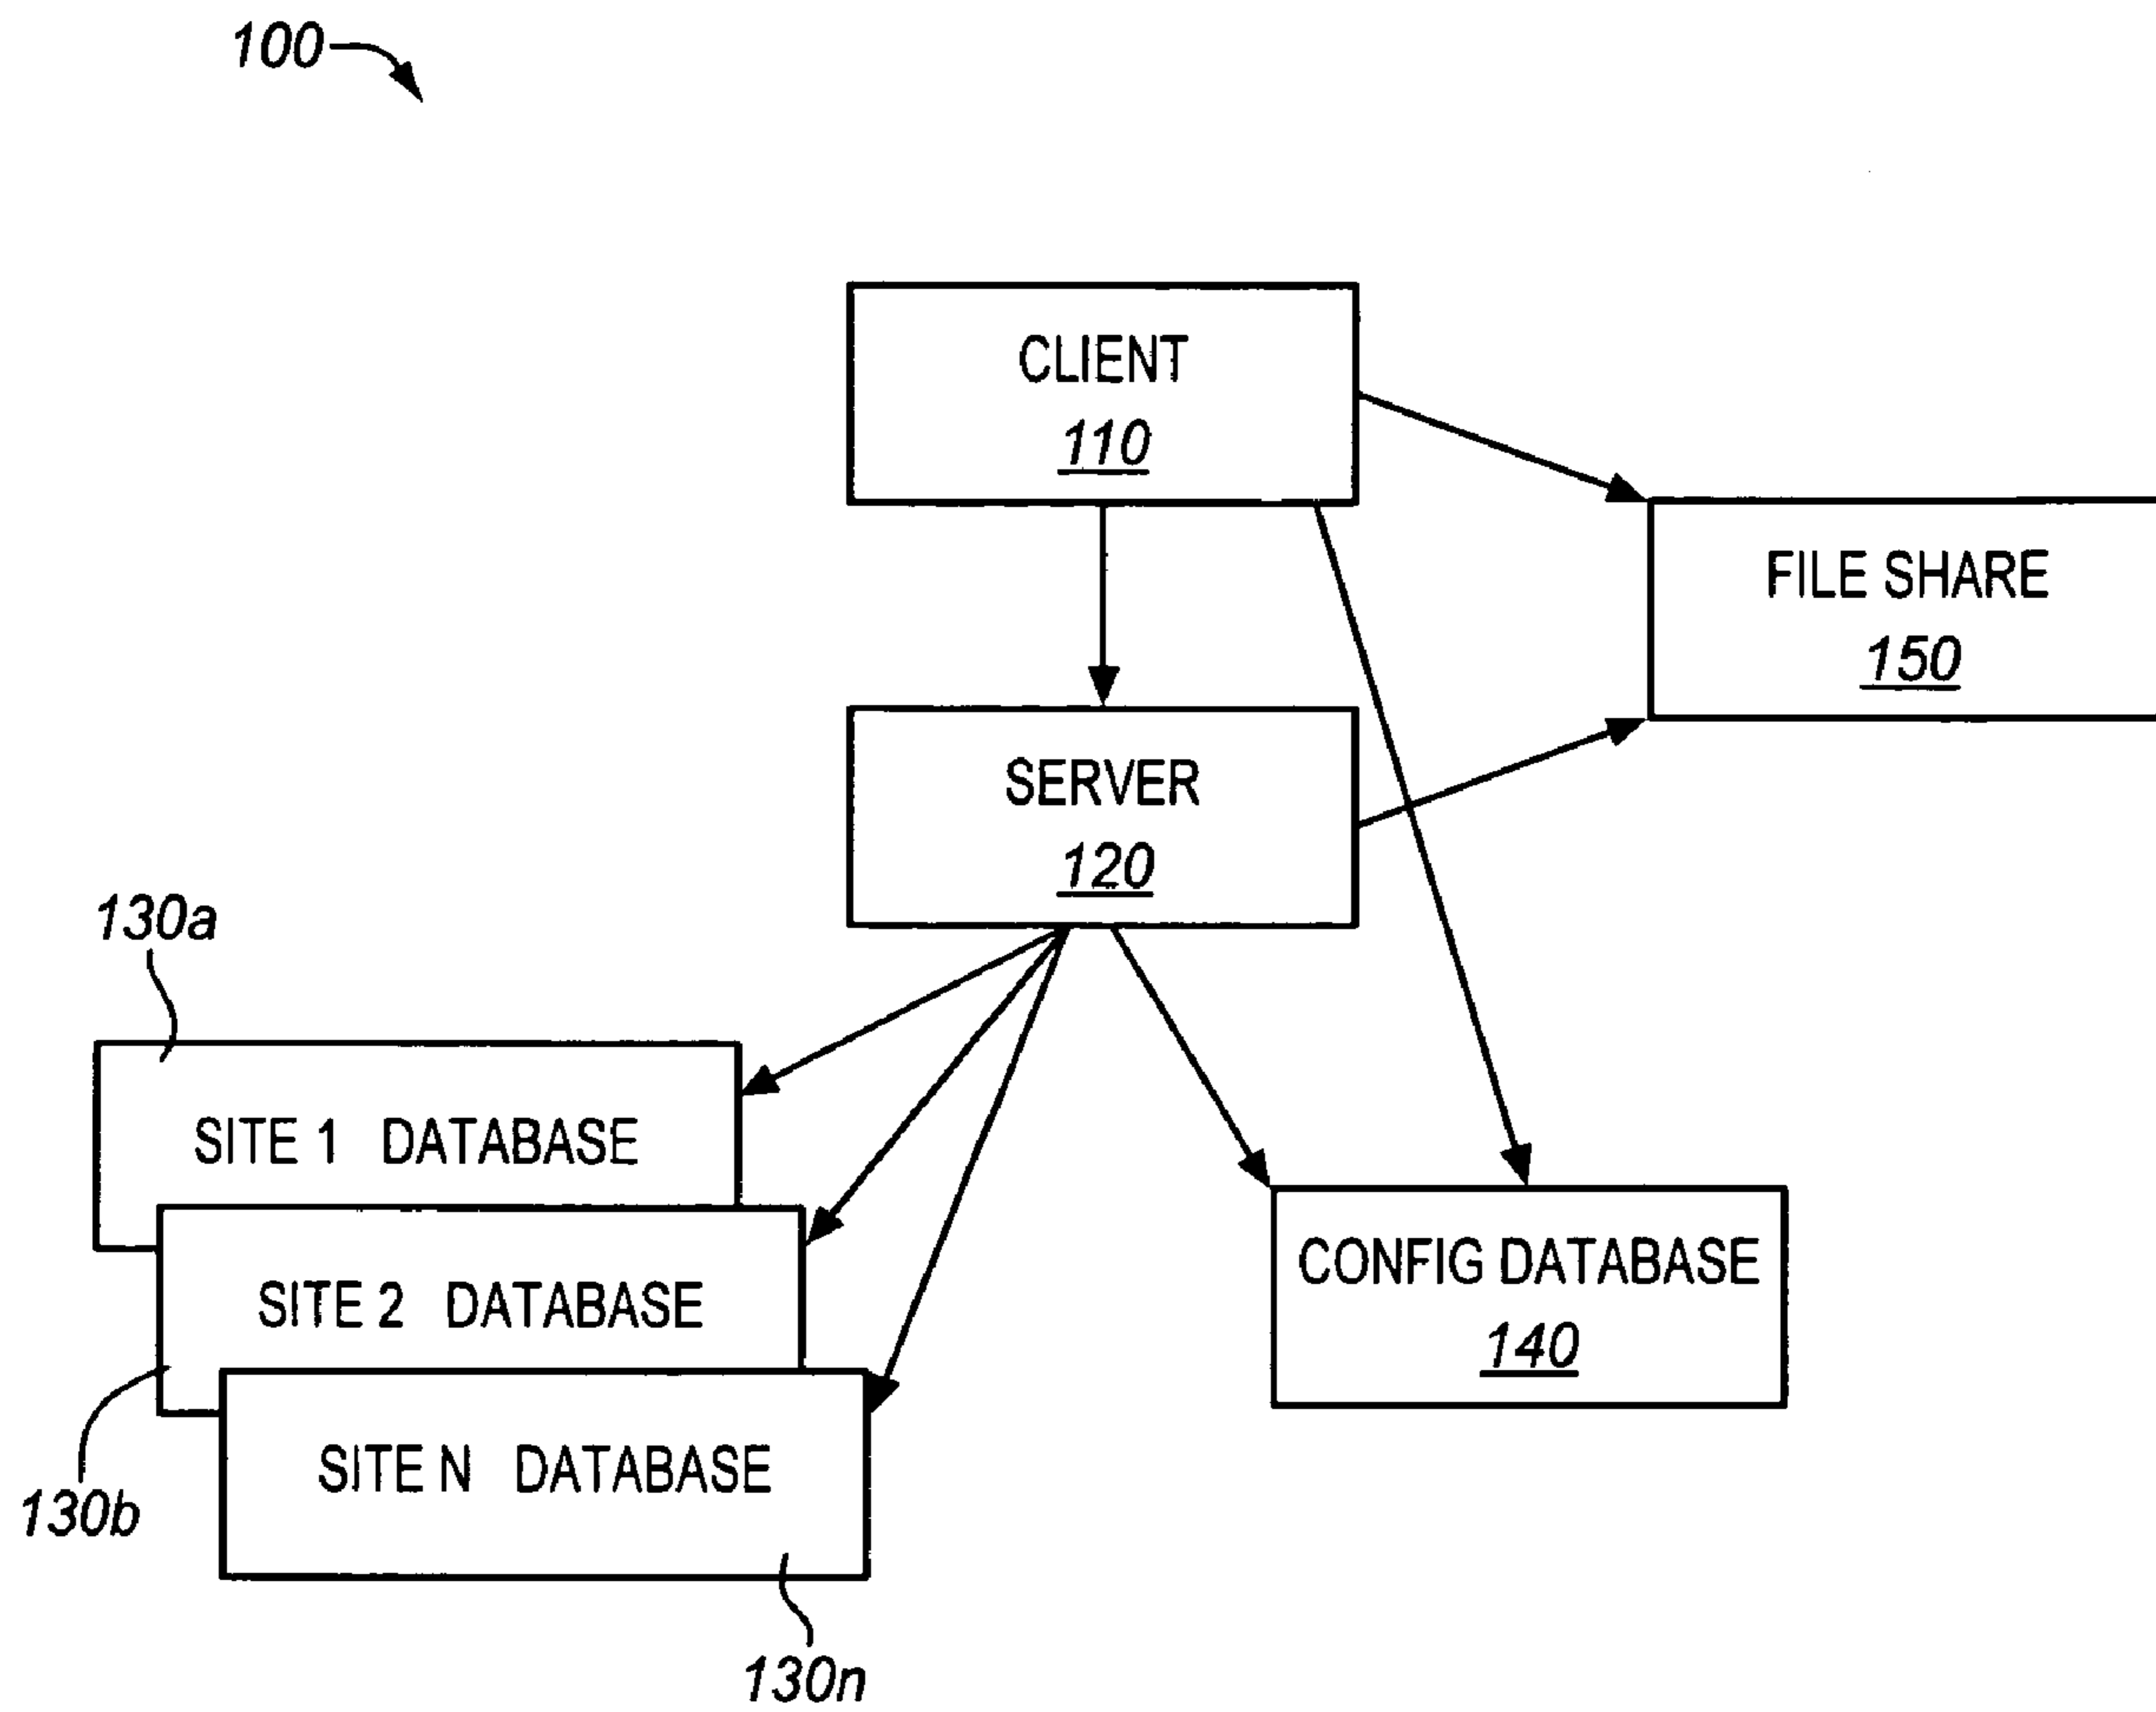 100
CLIENT
110
FILE SHARE
150
SERVER
120
130a
SITE 1 DATABASE
SITE 2 DATABASE
SITE N DATABASE
CONFIG DATABASE
140
130b
130n